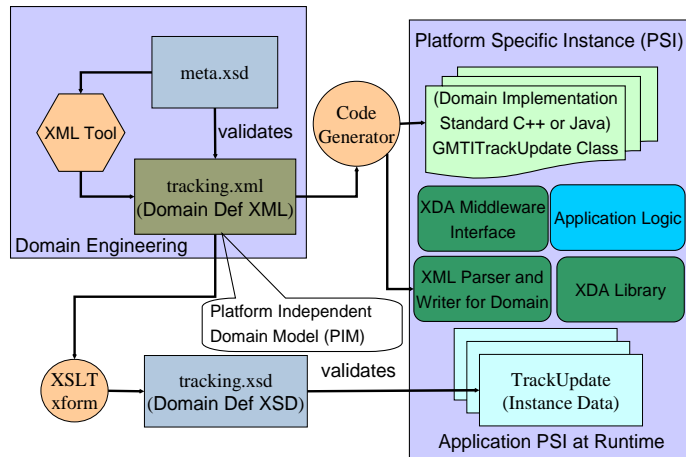 meta.xsd
XML Tool
validates
tracking.xml
(Domain Def XML)
Domain Engineering
Code
Generator
Platform Specific Instance (PSI)
(Domain Implementation
Standard C++ or Java)
GMTITrackUpdate Class
XDA Middleware
Interface
Application Logic
XML Parser and
Writer for Domain
XDA Library
Platform Independent
Domain Model (PIM)
XSLT
xform
tracking.xsd
(Domain Def XSD)
validates
TrackUpdate
(Instance Data)
Application PSI at Runtime